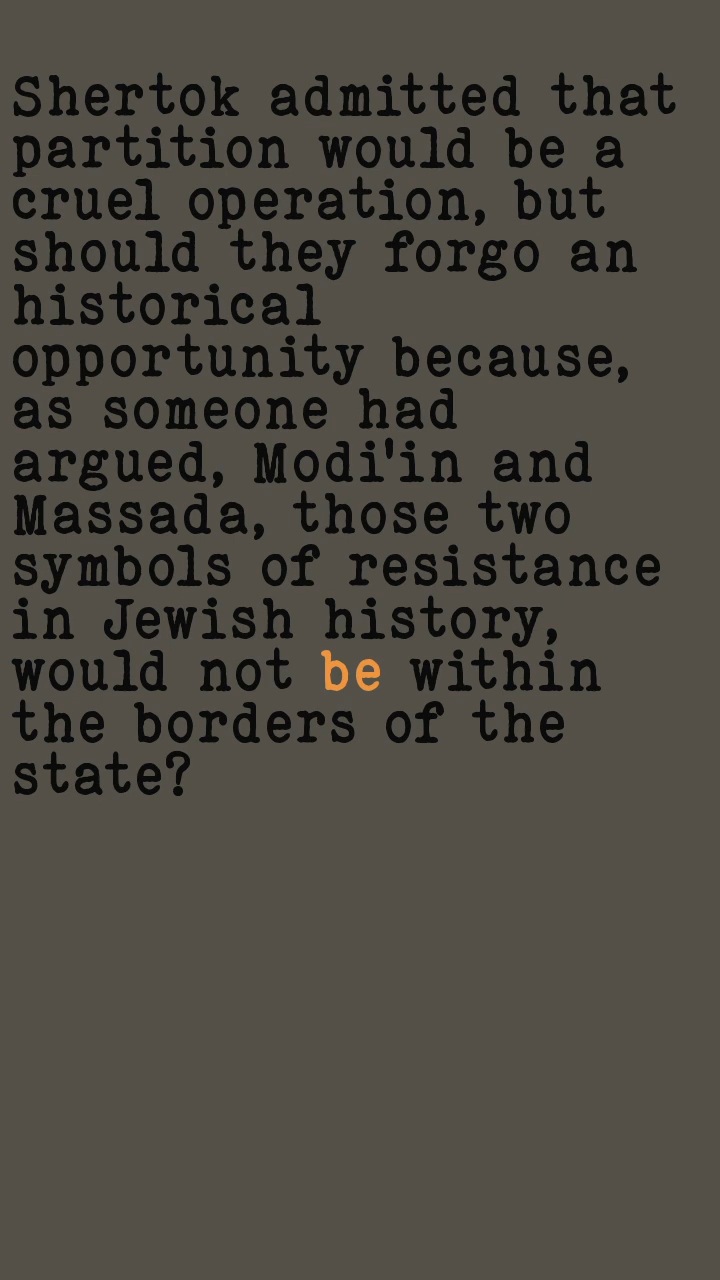 Shertok admitted that
partition would be a
cruel operation, but
should they forgo an
historical
opportunity because,
as someone had
argued, Modi'in and
Massada, those two
symbols of resistance
in Jewish history,
would not be within
the borders of the
state?